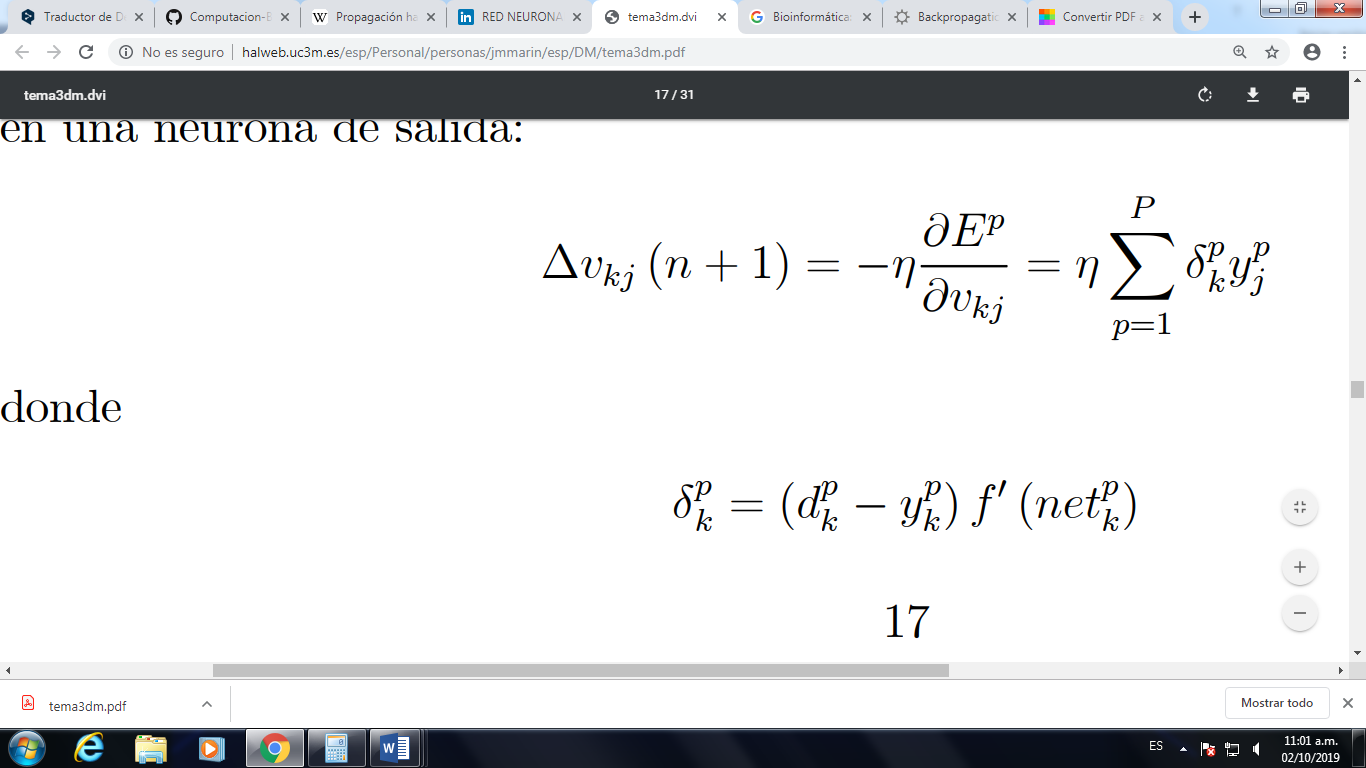 Traductor de D
Computacion-E
Propagación ha
RED NEURONA
tema3dm.dvi
Bioinformática:
Backpropagatic
Convertir PDF a
No es seguro | halweb.uc3m.es/esp/Personal/personas/jmmarin/esp/DM/tema3dm.pdf
tema3dm.dvi 17 / 31
en una neurona de salida:
Δv_{kj} (n + 1) = −η ∂E^p/∂v_{kj} = η ∑_{p=1}^{P} δ_k^p y_j^p
donde
δ_k^p = (d_k^p − y_k^p) f′ (net_k^p)
17
tema3dm.pdf
Mostrar todo
ES
11:01 a.m.
02/10/2019